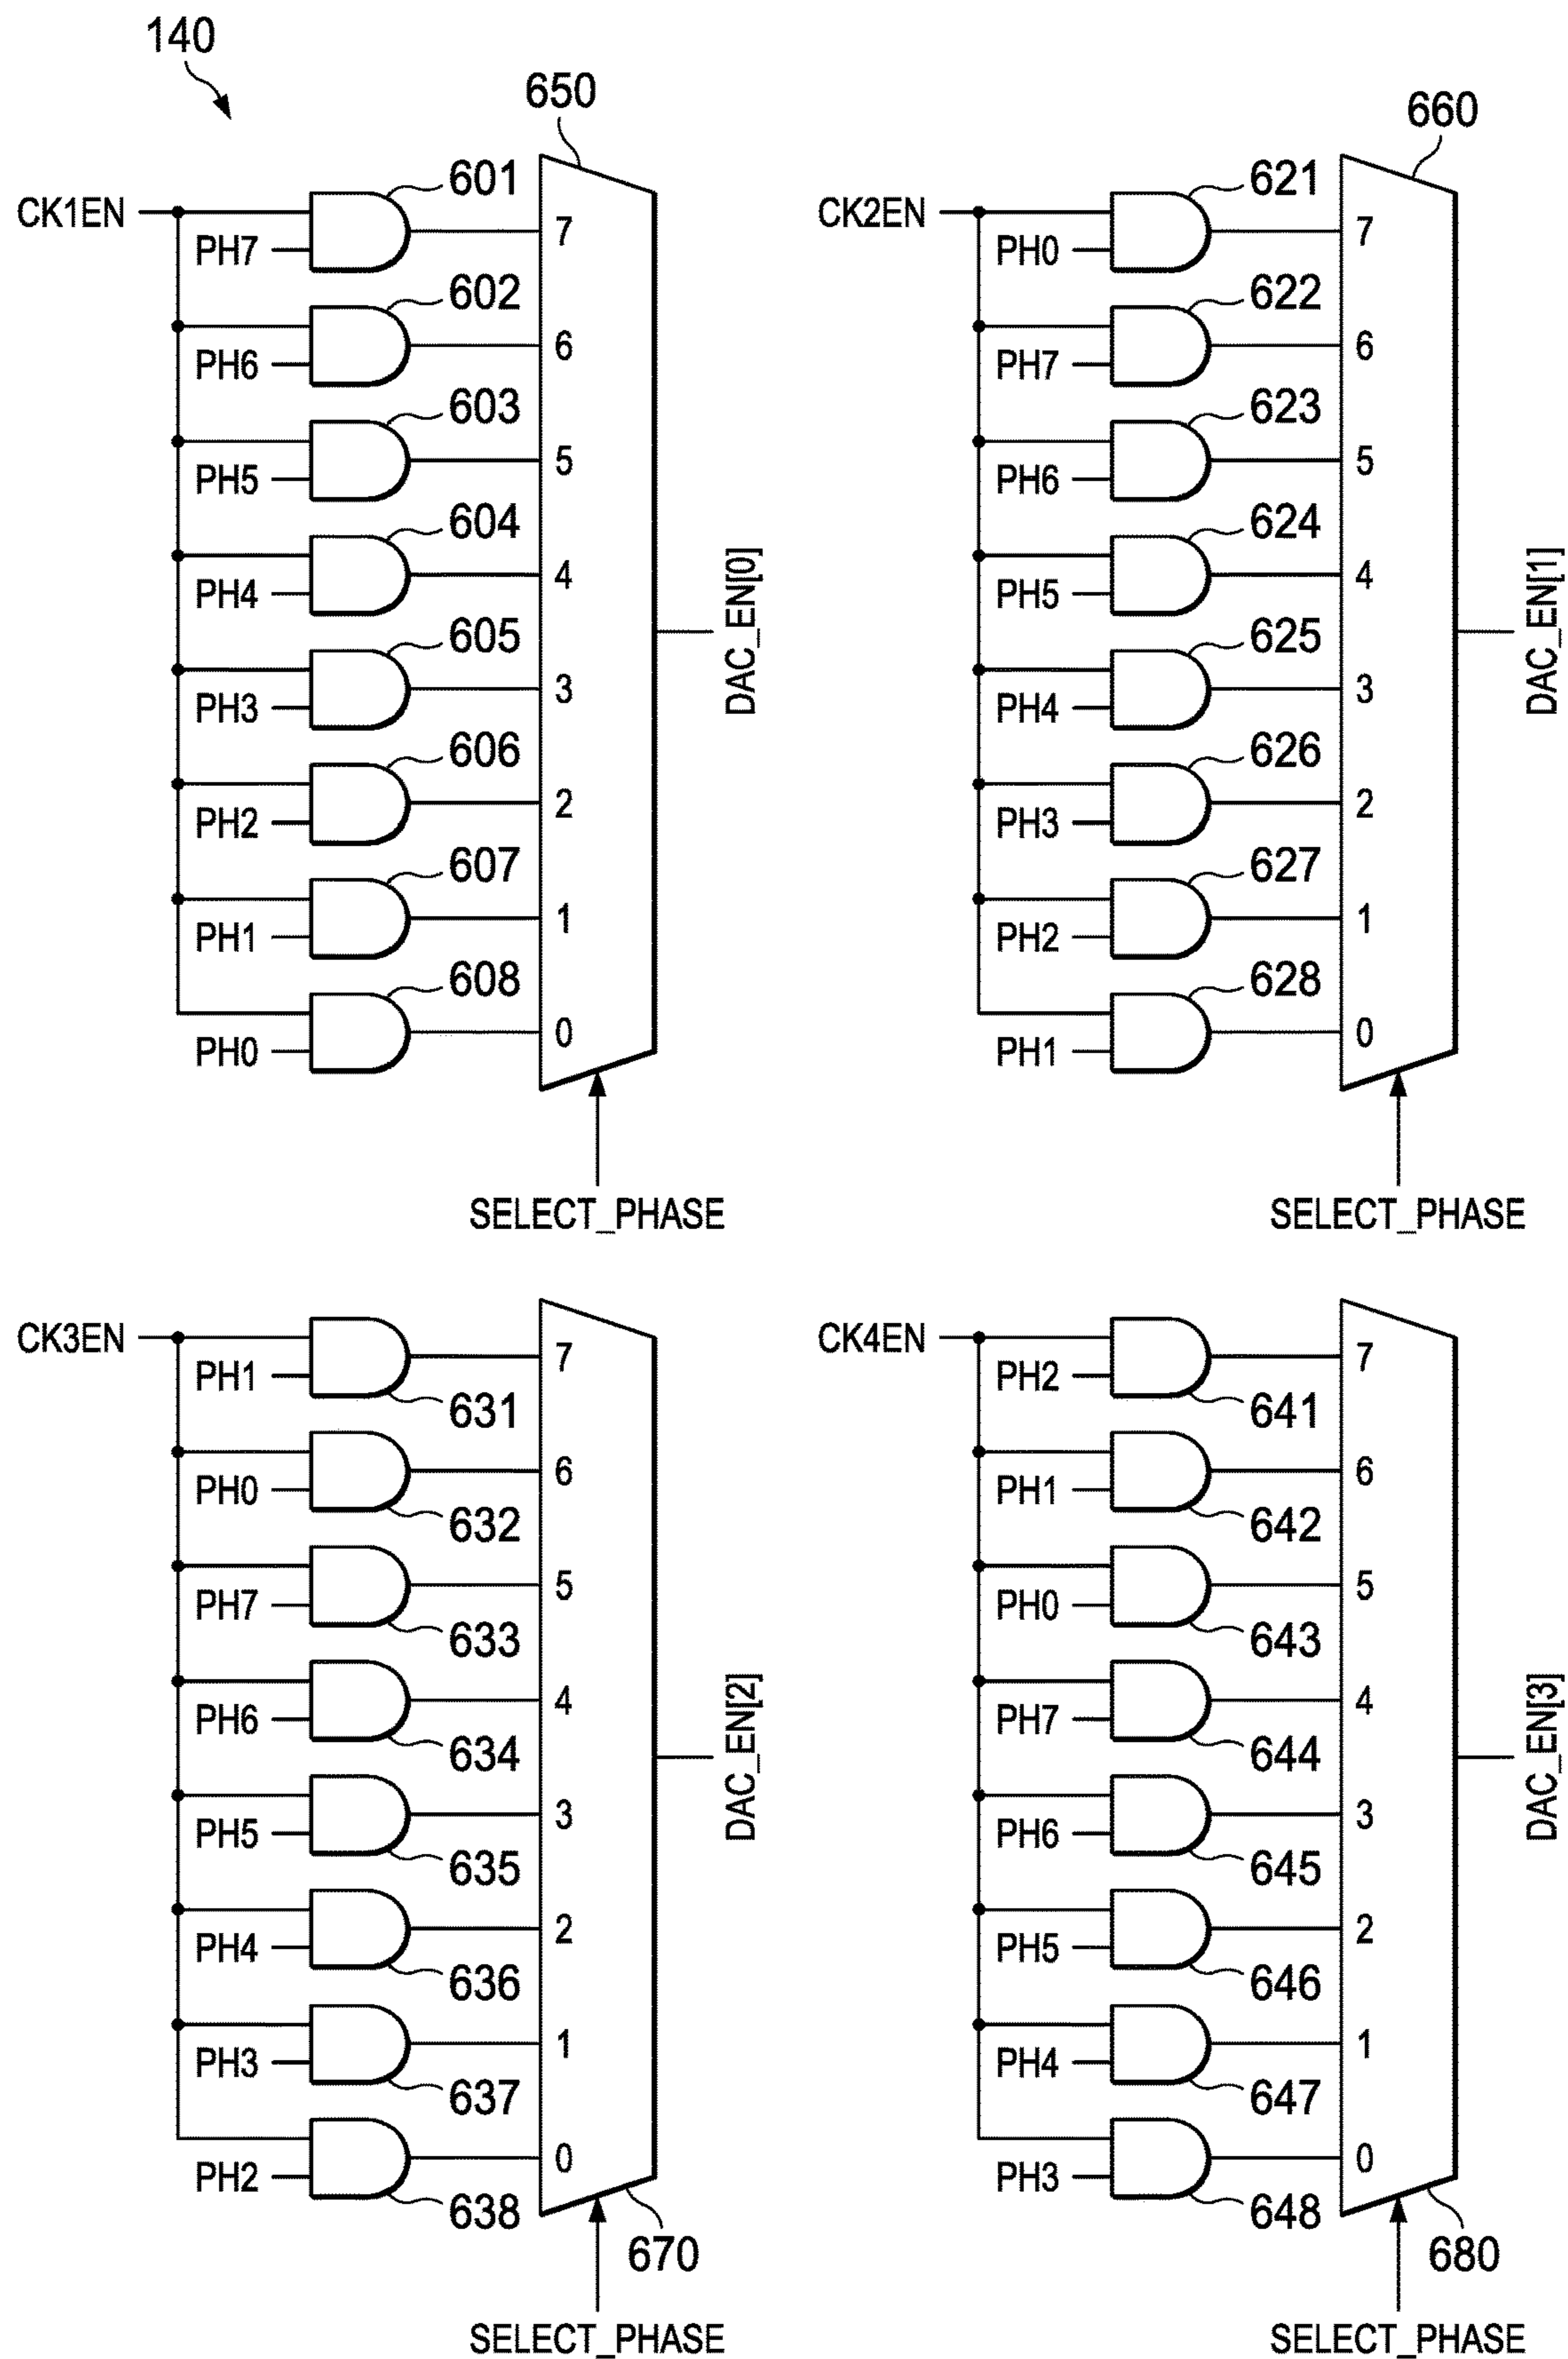 140
650
CK1EN
601
PH7
7
602
PH6
6
603
PH5
5
604
PH4
4
605
PH3
3
606
PH2
2
607
PH1
1
608
PH0
0
DAC_EN[0]
SELECT_PHASE
660
CK2EN
621
PH0
7
622
PH7
6
623
PH6
5
624
PH5
4
625
PH4
3
626
PH3
2
627
PH2
1
628
PH1
0
DAC_EN[1]
SELECT_PHASE
CK3EN
PH1
7
631
PH0
6
632
PH7
5
633
PH6
4
634
PH5
3
635
PH4
2
636
PH3
1
637
PH2
0
638
DAC_EN[2]
670
SELECT_PHASE
CK4EN
PH2
7
641
PH1
6
642
PH0
5
643
PH7
4
644
PH6
3
645
PH5
2
646
PH4
1
647
PH3
0
648
DAC_EN[3]
680
SELECT_PHASE